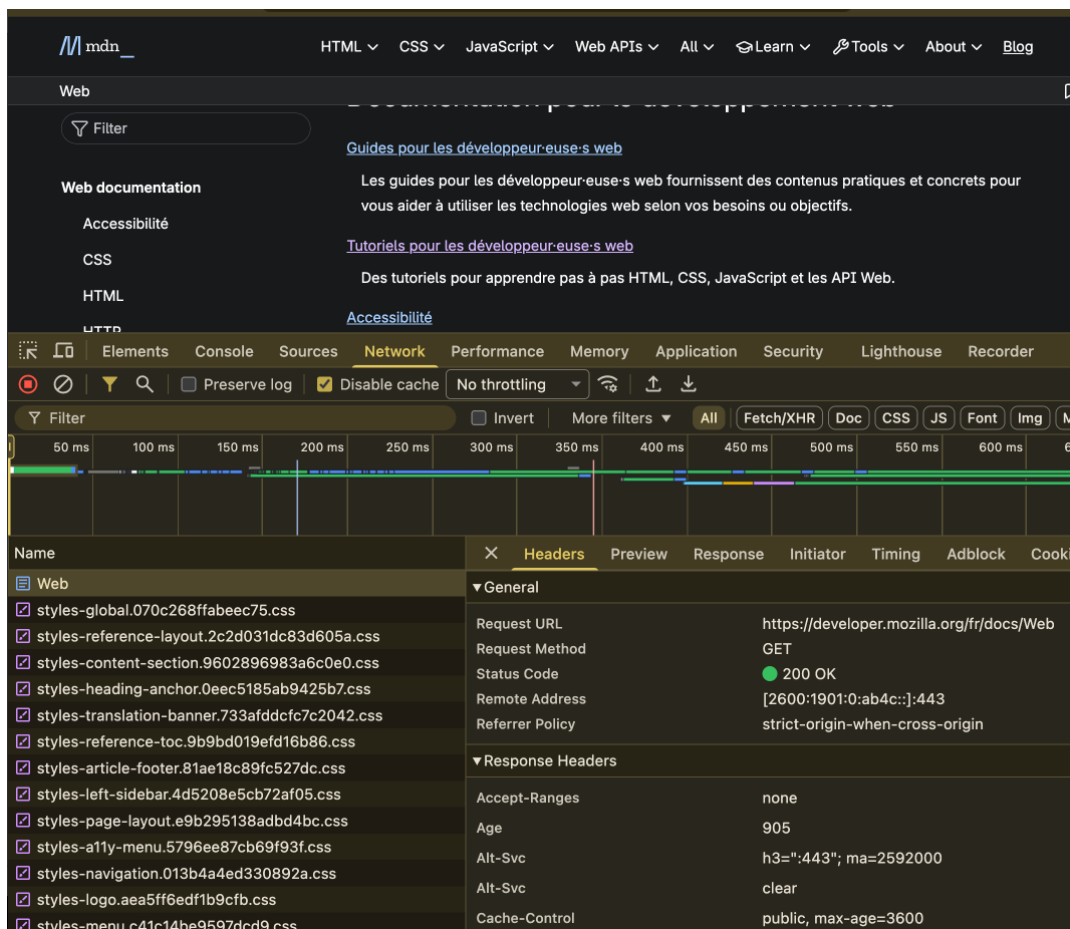 mdn_
HTML CSS JavaScript Web APIs All Learn Tools About Blog
Web
Filter
Documentation pour le développement web
Guides pour les développeur·euse·s web
Les guides pour les développeur·euse·s web fournissent des contenus pratiques et concrets pour
vous aider à utiliser les technologies web selon vos besoins ou objectifs.
Web documentation
Accessibilité
CSS
HTML
HTTP
Tutoriels pour les développeur·euse·s web
Des tutoriels pour apprendre pas à pas HTML, CSS, JavaScript et les API Web.
Accessibilité
Elements Console Sources Network Performance Memory Application Security Lighthouse Recorder
Preserve log Disable cache No throttling
Filter Invert More filters All Fetch/XHR Doc CSS JS Font Img
50 ms 100 ms 150 ms 200 ms 250 ms 300 ms 350 ms 400 ms 450 ms 500 ms 550 ms 600 ms
Name
Web
styles-global.070c268ffabeec75.css
styles-reference-layout.2c2d031dc83d605a.css
styles-content-section.9602896983a6c0e0.css
styles-heading-anchor.0eec5185ab9425b7.css
styles-translation-banner.733afddcfc7c2042.css
styles-reference-toc.9b9bd019efd16b86.css
styles-article-footer.81ae18c89fc527dc.css
styles-left-sidebar.4d5208e5cb72af05.css
styles-page-layout.e9b295138adbd4bc.css
styles-a11y-menu.5796ee87cb69f93f.css
styles-navigation.013b4a4ed330892a.css
styles-logo.aea5ff6edf1b9cfb.css
styles-menu.c41c14be9597dcd9.css
Headers Preview Response Initiator Timing Adblock Cooki
General
Request URL https://developer.mozilla.org/fr/docs/Web
Request Method GET
Status Code 200 OK
Remote Address [2600:1901:0:ab4c::]:443
Referrer Policy strict-origin-when-cross-origin
Response Headers
Accept-Ranges none
Age 905
Alt-Svc h3=":443"; ma=2592000
Alt-Svc clear
Cache-Control public, max-age=3600